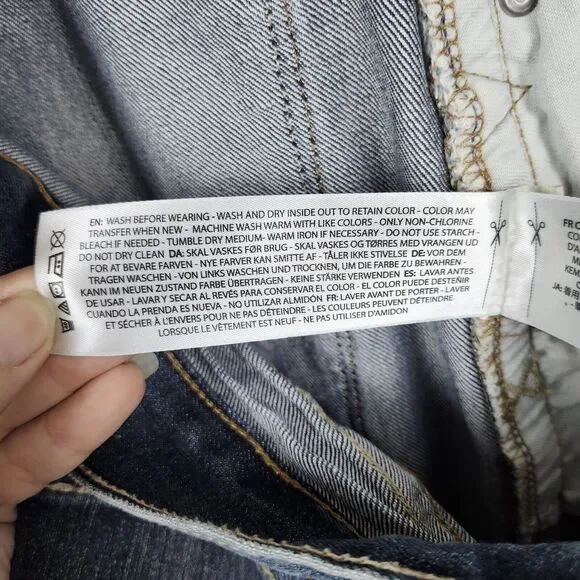 EN: WASH BEFORE WEARING - WASH AND DRY INSIDE OUT TO RETAIN COLOR - COLOR MAY
TRANSFER WHEN NEW - MACHINE WASH WARM WITH LIKE COLORS - ONLY NON-CHLORINE
BLEACH IF NEEDED - TUMBLE DRY MEDIUM- WARM IRON IF NECESSARY - DO NOT USE STARCH -
DO NOT DRY CLEAN DA: SKAL VASKES FØR BRUG - SKAL VASKES OG TØRRES MED VRANGEN UD
FOR AT BEVARE FARVEN - NYE FARVER KAN SMITTE AF - TÅLER IKKE STIVELSE DE: VOR DEM
TRAGEN WASCHEN - VON LINKS WASCHEN UND TROCKNEN, UM DIE FARBE ZU BEWAHREN -
KANN IM NEUEN ZUSTAND FARBE ÜBERTRAGEN - KEINE STÄRKE VERWENDEN ES: LAVAR ANTES
DE USAR - LAVAR Y SECAR AL REVÉS PARA CONSERVAR EL COLOR - EL COLOR PUEDE DESTEÑIR
CUANDO LA PRENDA ES NUEVA - NO UTILIZAR ALMIDÓN FR: LAVER AVANT DE PORTER - LAVER
ET SÉCHER À L'ENVERS POUR NE PAS DÉTEINDRE - LES COULEURS PEUVENT DÉTEINDRE
LORSQUE LE VÊTEMENT EST NEUF - NE PAS UTILISER D'AMIDON
FR C
JA: